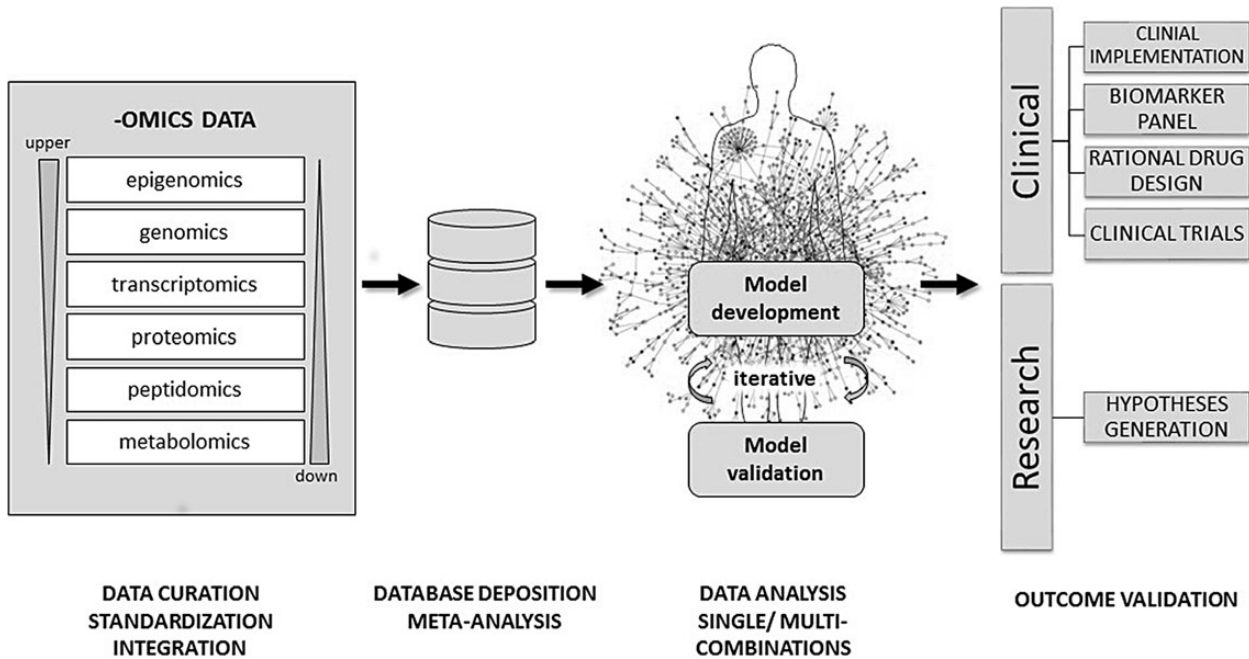 -OMICS DATA
upper
epigenomics
genomics
transcriptomics
proteomics
peptidomics
metabolomics
down
Model
development
iterative
Model
validation
Clinical
CLINIAL
IMPLEMENTATION
BIOMARKER
PANEL
RATIONAL DRUG
DESIGN
CLINICAL TRIALS
Research
HYPOTHESES
GENERATION
DATA CURATION
STANDARDIZATION
INTEGRATION
DATABASE DEPOSITION
META-ANALYSIS
DATA ANALYSIS
SINGLE/ MULTI-
COMBINATIONS
OUTCOME VALIDATION